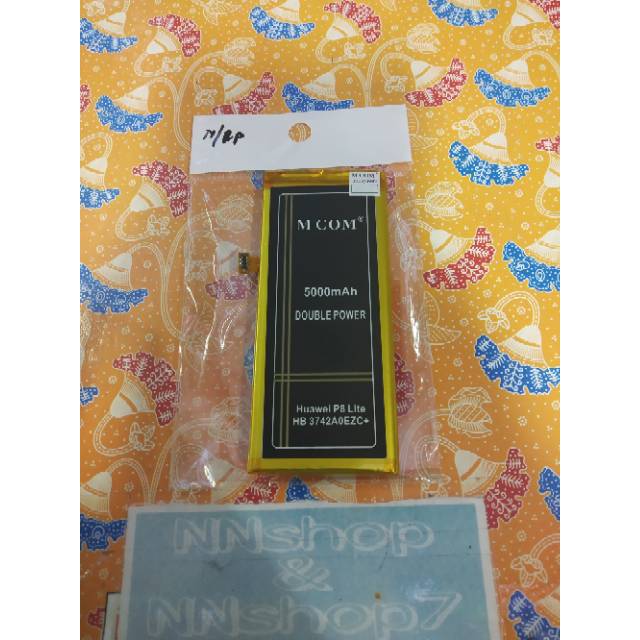 M COM®
5000mAh
DOUBLE POWER
Huawei P8 Lite
HB 3742A0EZC+
NNshop
&
NNshop7